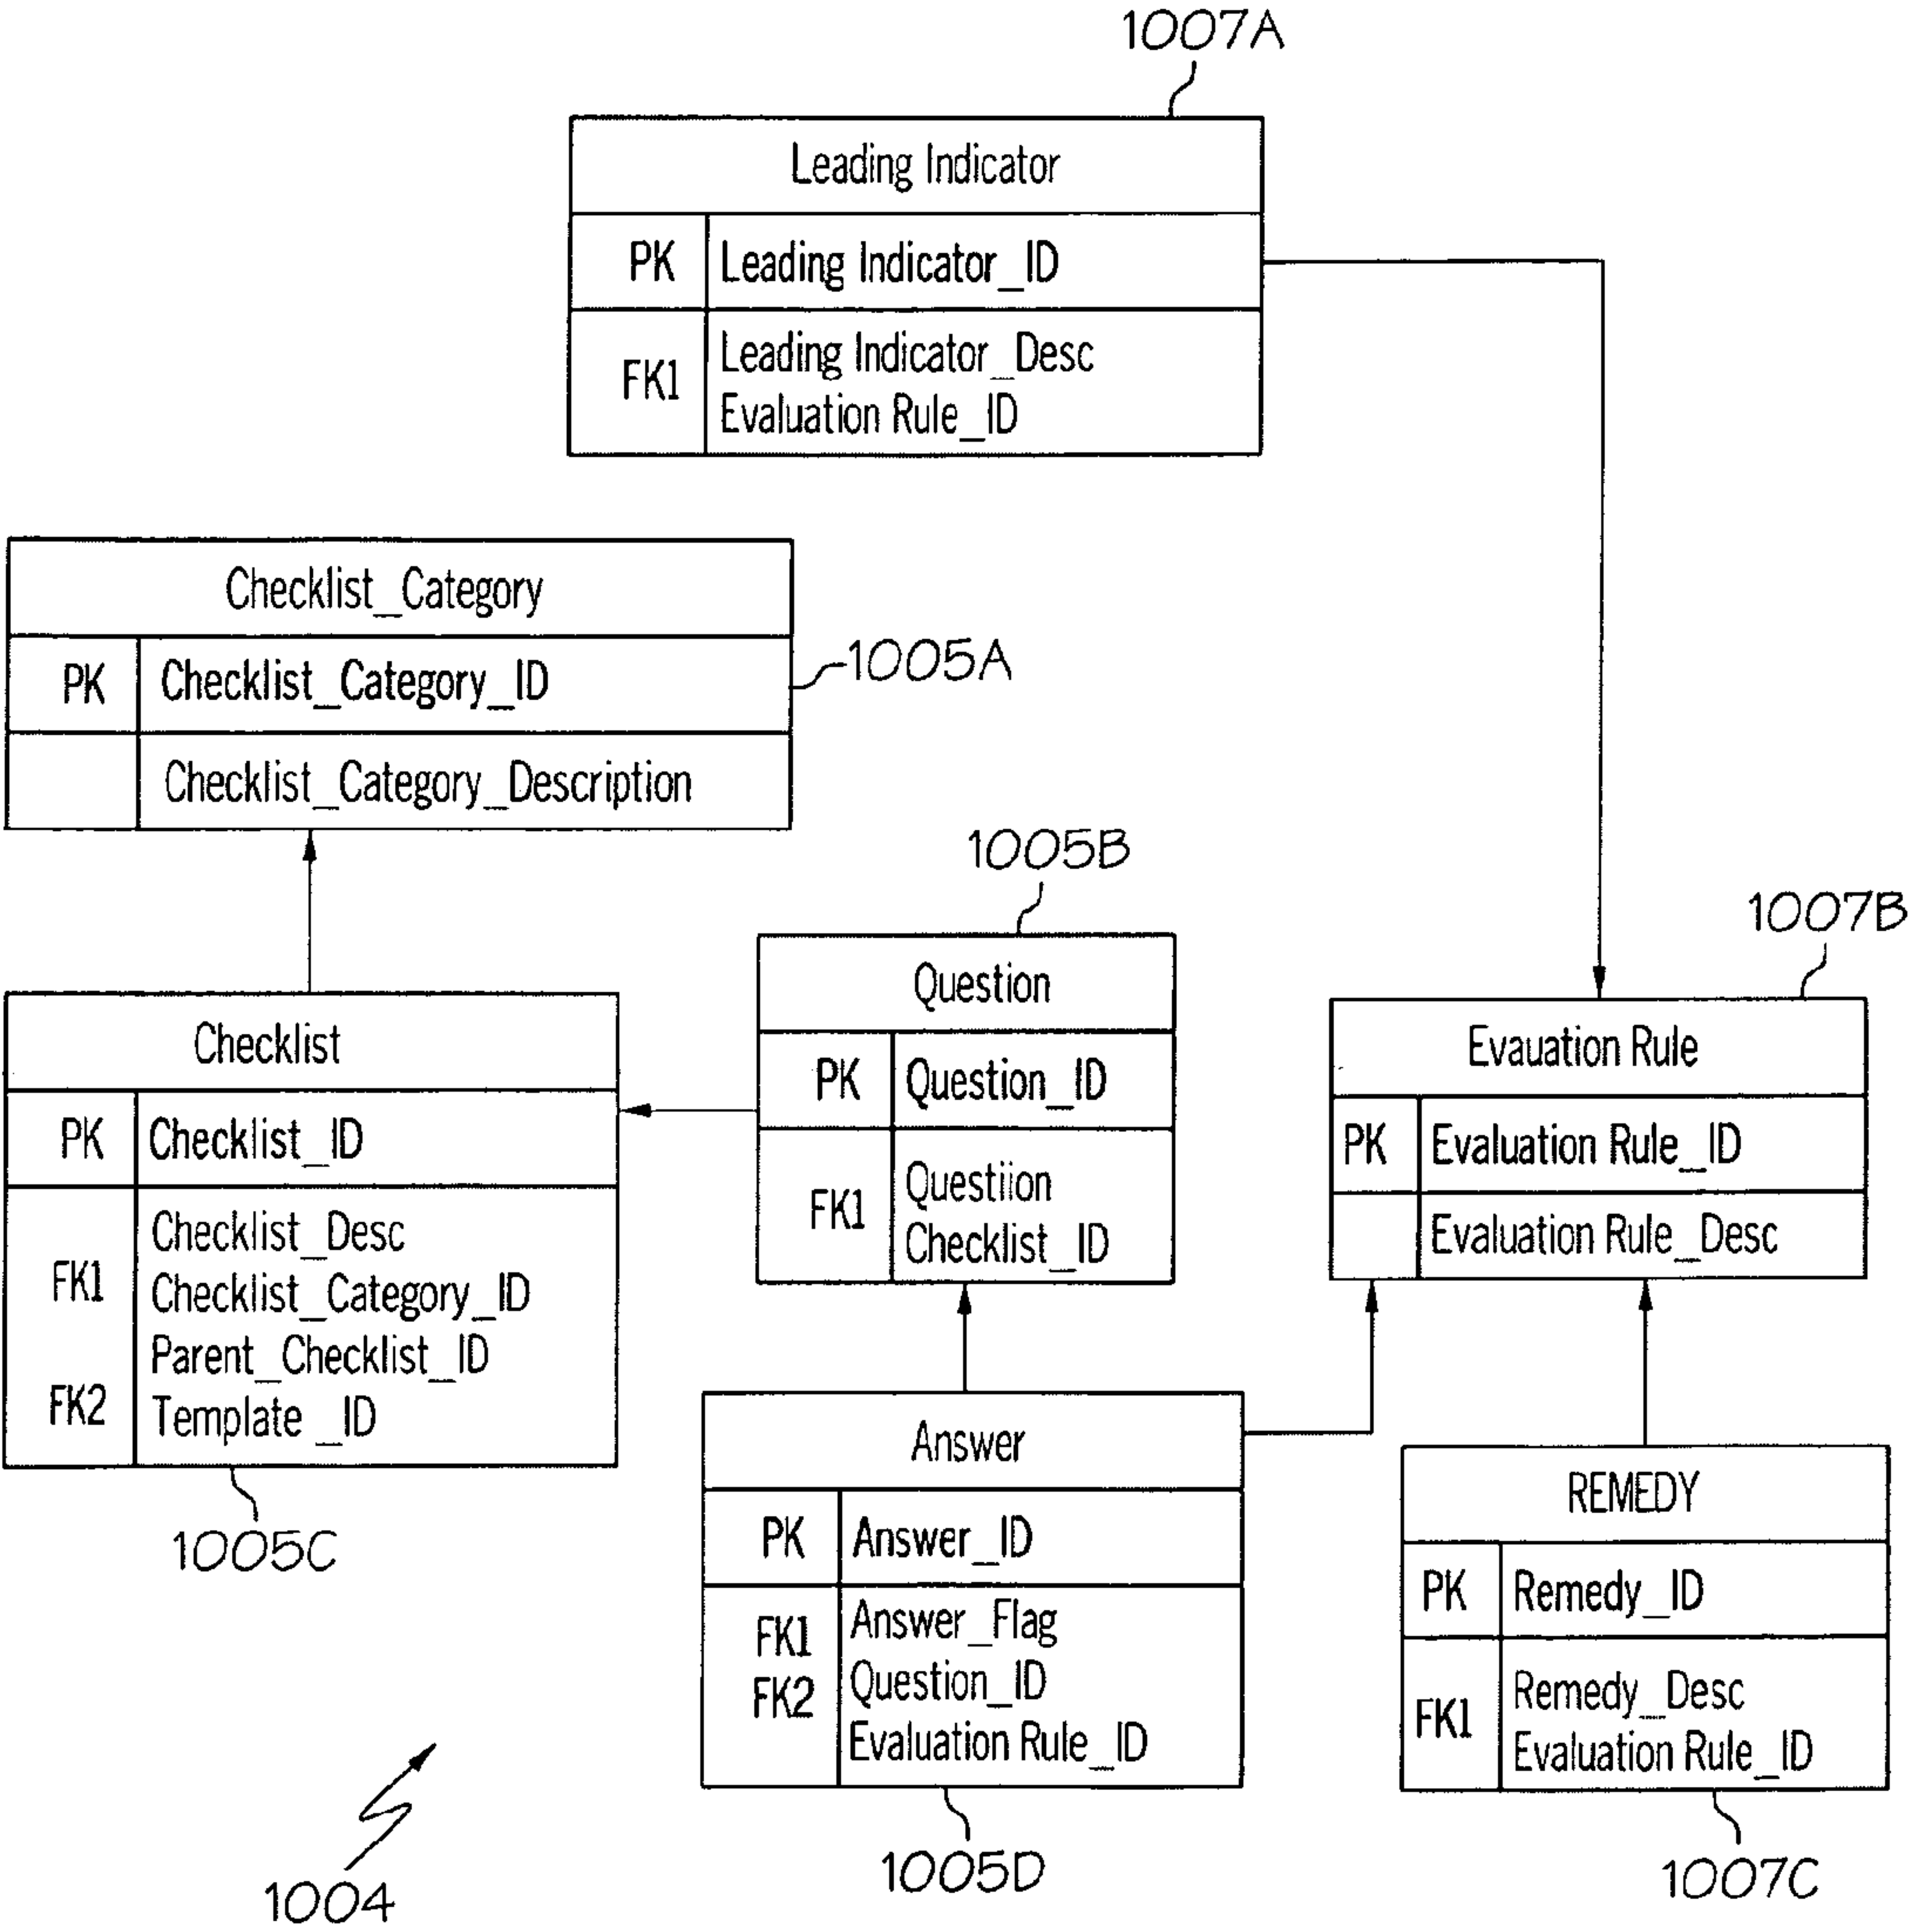 1007A
Leading Indicator
PK Leading Indicator_ID
Leading Indicator_Desc
FK1
Evaluation Rule_ID
Checklist_Category
PK Checklist_Category_ID
1005A
Checklist_Category_Description
1005B
Question
PK Question_ID
Questiion
FK1
Checklist_ID
1007B
Evauation Rule
PK Evaluation Rule_ID
Evaluation Rule_Desc
Checklist
PK Checklist_ID
Checklist_Desc
FK1
Checklist_Category_ID
Parent_Checklist_ID
FK2
Template _ID
1005C
Answer
PK Answer_ID
FK1 Answer_Flag
FK2 Question_ID
Evaluation Rule_ID
1005D
REMEDY
PK Remedy_ID
Remedy_Desc
FK1
Evaluation Rule_ID
1007C
1004